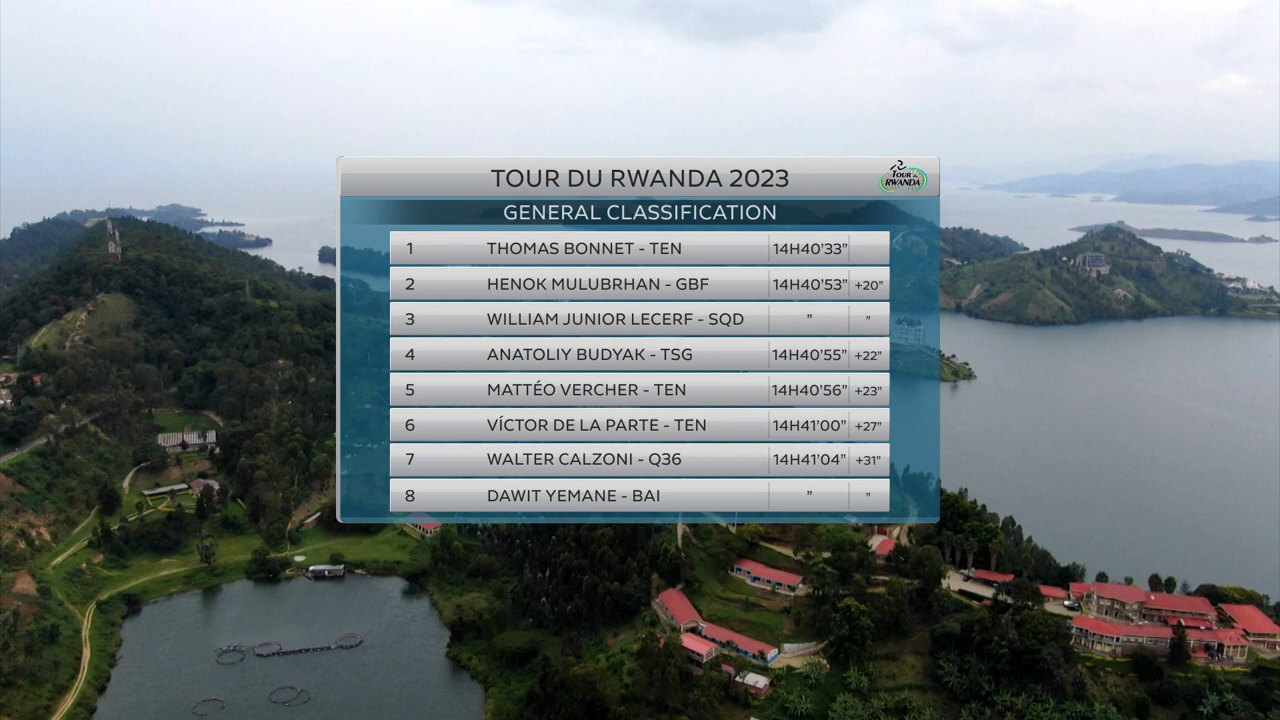 TOUR DU RWANDA 2023
TOUR DU RWANDA
GENERAL CLASSIFICATION
1 THOMAS BONNET - TEN 14H40’33”
2 HENOK MULUBRHAN - GBF 14H40’53” +20”
3 WILLIAM JUNIOR LECERF - SQD ” ”
4 ANATOLIY BUDYAK - TSG 14H40’55” +22”
5 MATTÉO VERCHER - TEN 14H40’56” +23”
6 VÍCTOR DE LA PARTE - TEN 14H41’00” +27”
7 WALTER CALZONI - Q36 14H41’04” +31”
8 DAWIT YEMANE - BAI ” ”